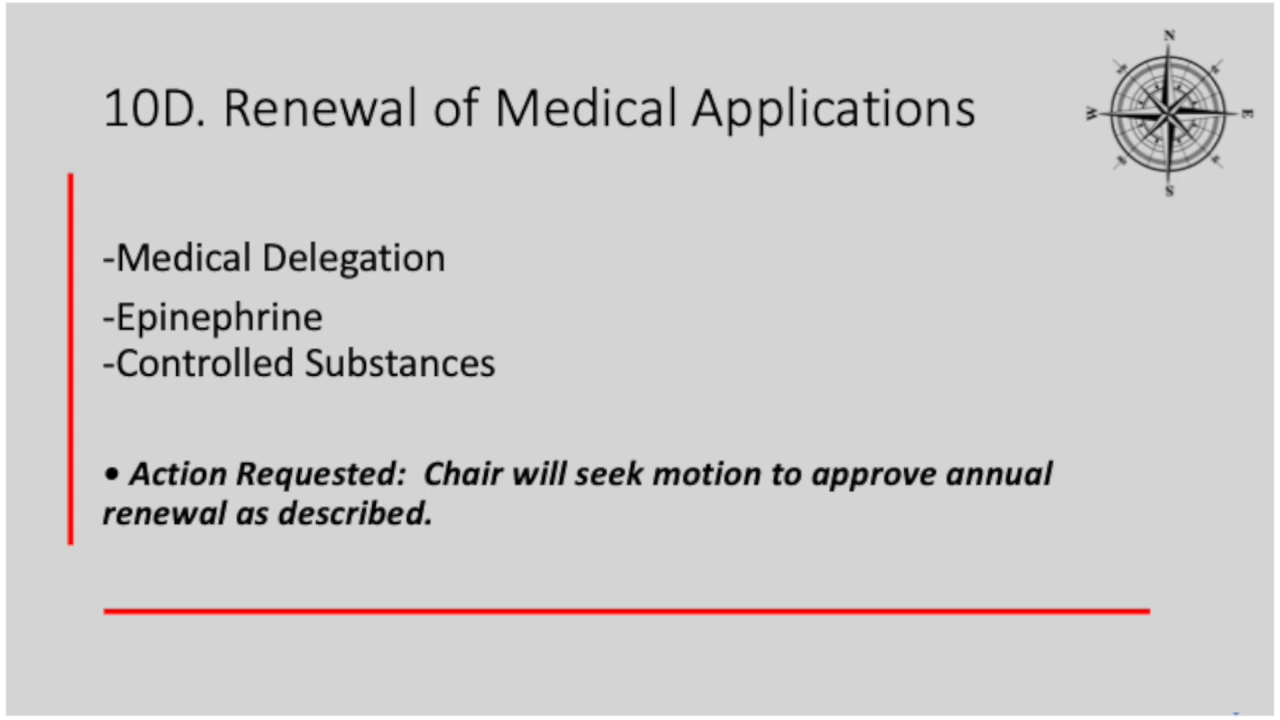 10D. Renewal of Medical Applications
N
W
E
S
-Medical Delegation
-Epinephrine
-Controlled Substances
• Action Requested:  Chair will seek motion to approve annual
renewal as described.